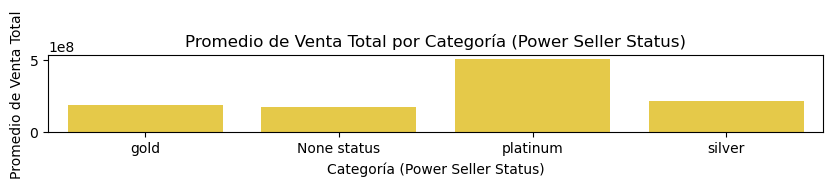 Promedio de Venta Total por Categoría (Power Seller Status)
1e8
Promedio de Venta Total
5
0
gold None status platinum silver
Categoría (Power Seller Status)